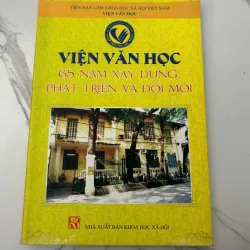 VIỆN HÀN LÂM KHOA HỌC XÃ HỘI VIỆT NAM
VIỆN VĂN HỌC
VIỆN VĂN HỌC
65 NĂM XÂY DỰNG,
PHÁT TRIỂN VÀ ĐỔI MỚI
NHÀ XUẤT BẢN KHOA HỌC XÃ HỘI